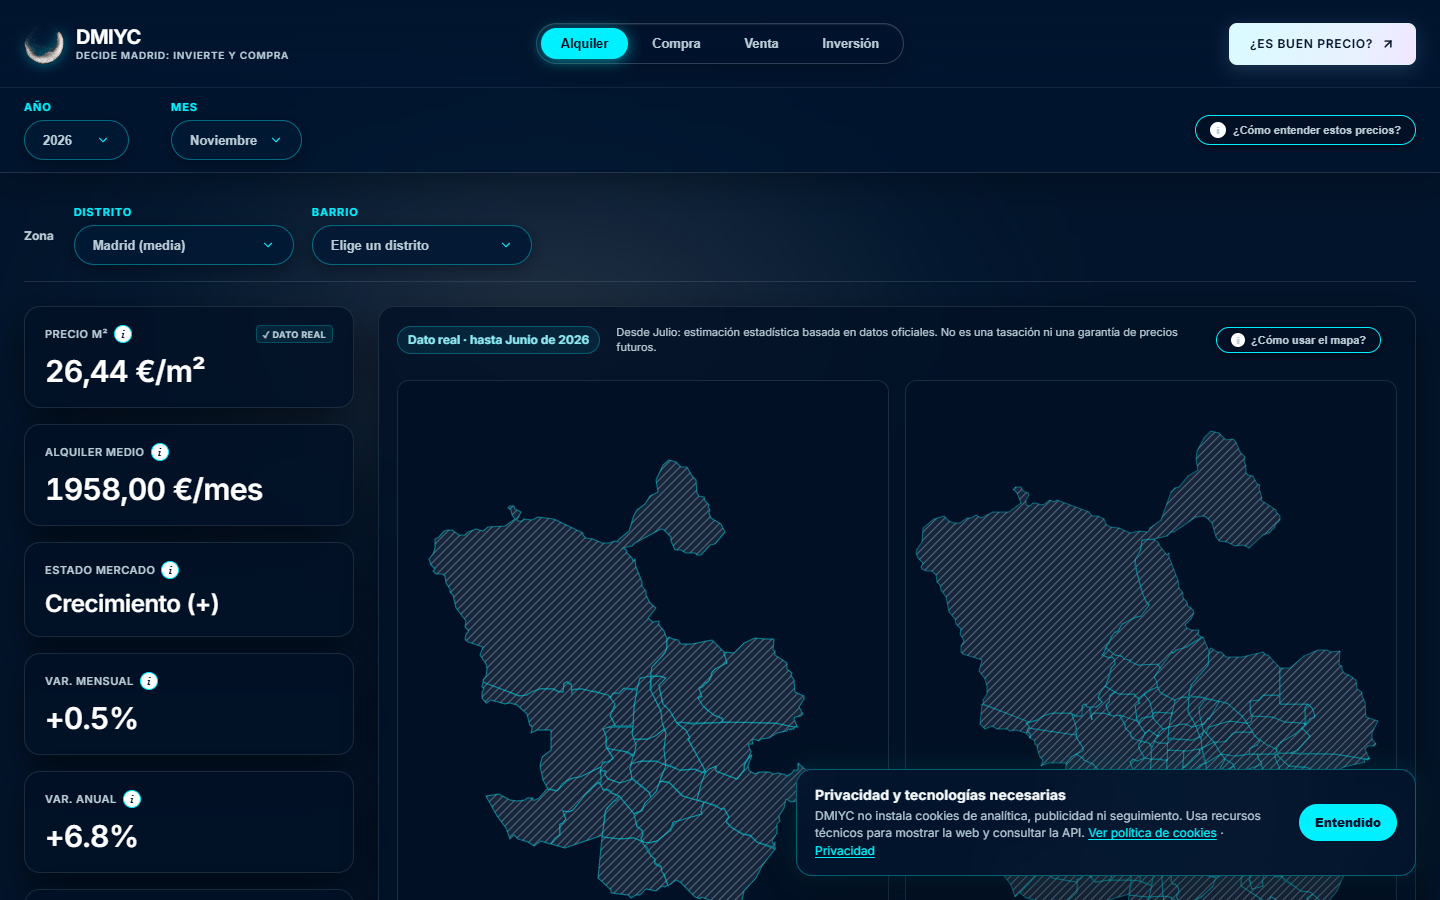 DMIYC
DECIDE MADRID: INVIERTE Y COMPRA
Alquiler
Compra
Venta
Inversión
¿ES BUEN PRECIO?
AÑO
MES
2026
Noviembre
¿Cómo entender estos precios?
Zona
DISTRITO
BARRIO
Madrid (media)
Elige un distrito
PRECIO M²
✓ DATO REAL
26,44 €/m²
ALQUILER MEDIO
1958,00 €/mes
ESTADO MERCADO
Crecimiento (+)
VAR. MENSUAL
+0.5%
VAR. ANUAL
+6.8%
Dato real · hasta Junio de 2026
Desde Julio: estimación estadística basada en datos oficiales. No es una tasación ni una garantía de precios
futuros.
¿Cómo usar el mapa?
Privacidad y tecnologías necesarias
DMIYC no instala cookies de analítica, publicidad ni seguimiento. Usa recursos
técnicos para mostrar la web y consultar la API. Ver política de cookies ·
Privacidad
Entendido